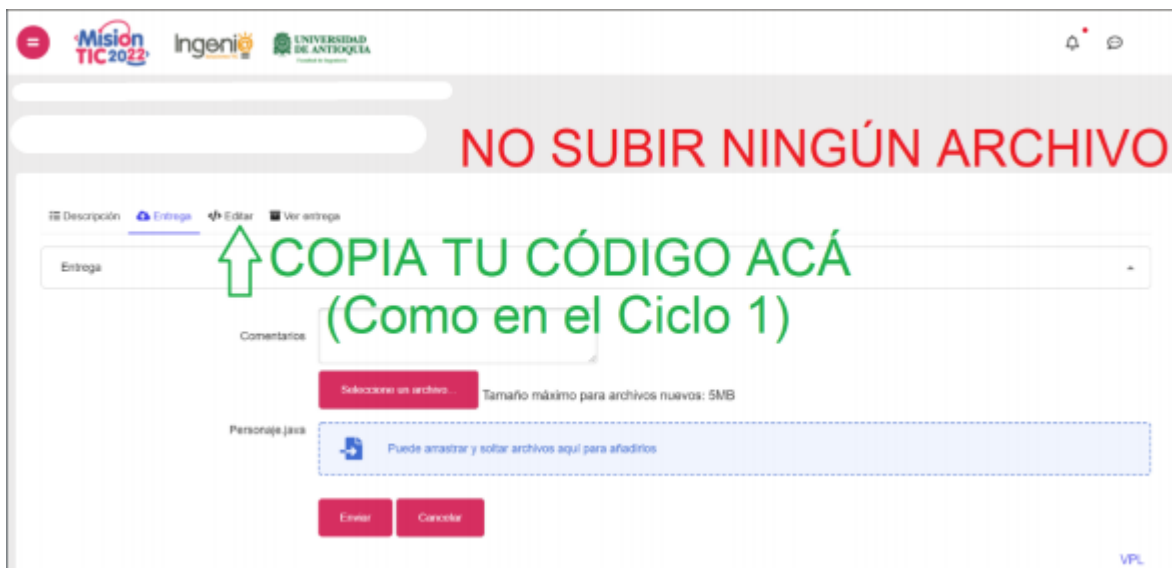 Misión TIC 2022
Ingenio
UNIVERSIDAD DE ANTIOQUIA
NO SUBIR NINGÚN ARCHIVO
Descripción Entrega </> Editar Ver entrega
COPIA TU CÓDIGO ACÁ
Entrega
(Como en el Ciclo 1)
Comentarios
Seleccione un archivo... Tamaño máximo para archivos nuevos: 5MB
Personaje.java
Puede arrastrar y soltar archivos aquí para añadirlos
Enviar Cancelar
VPL